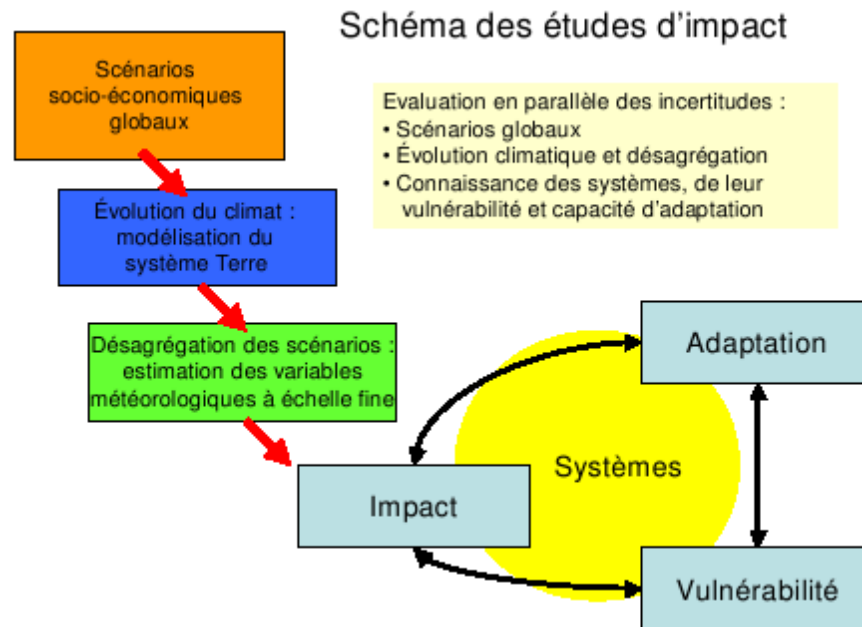 Schéma des études d'impact
Scénarios
socio-économiques
globaux
Evaluation en parallèle des incertitudes :
• Scénarios globaux
• Évolution climatique et désagrégation
• Connaissance des systèmes, de leur
vulnérabilité et capacité d'adaptation
Évolution du climat :
modélisation du
système Terre
Désagrégation des scénarios :
estimation des variables
météorologiques à échelle fine
Adaptation
Systèmes
Impact
Vulnérabilité